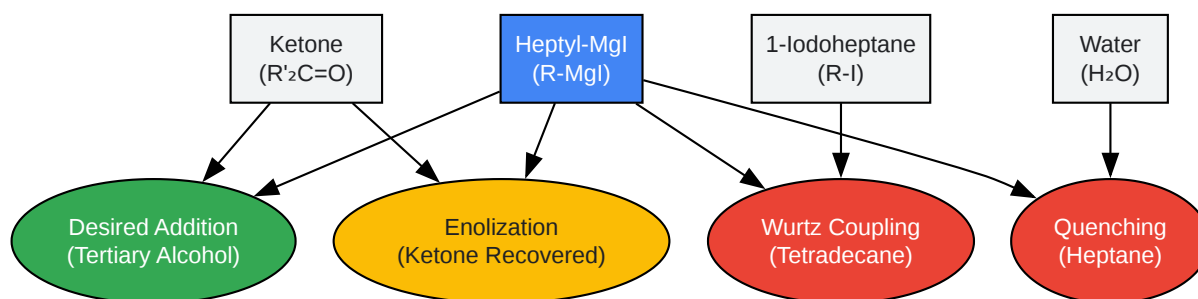 Ketone
(R'₂C=O)
Heptyl-MgI
(R-MgI)
1-Iodoheptane
(R-I)
Water
(H₂O)
Desired Addition
(Tertiary Alcohol)
Enolization
(Ketone Recovered)
Wurtz Coupling
(Tetradecane)
Quenching
(Heptane)